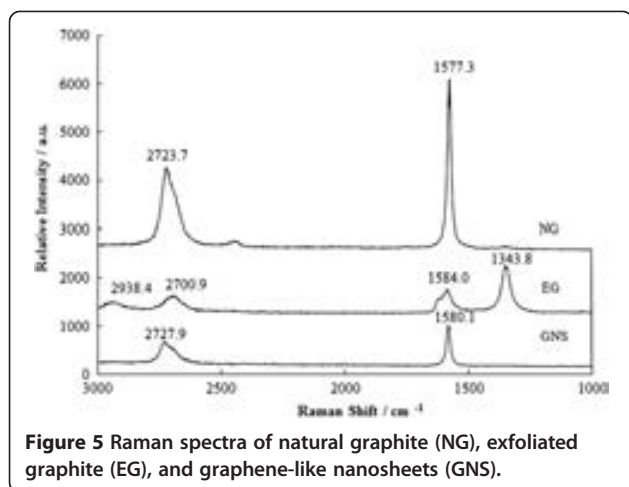 7000
6000
5000
4000
3000
2000
1000
0
Relative Intensity / a.u.
1577.3
2723.7
NG
1343.8
2938.4 2700.9 1584.0
EG
1580.1
2727.9
GNS
3000 2500 2000 1500 1000
Raman Shift / cm -1
Figure 5 Raman spectra of natural graphite (NG), exfoliated
graphite (EG), and graphene-like nanosheets (GNS).